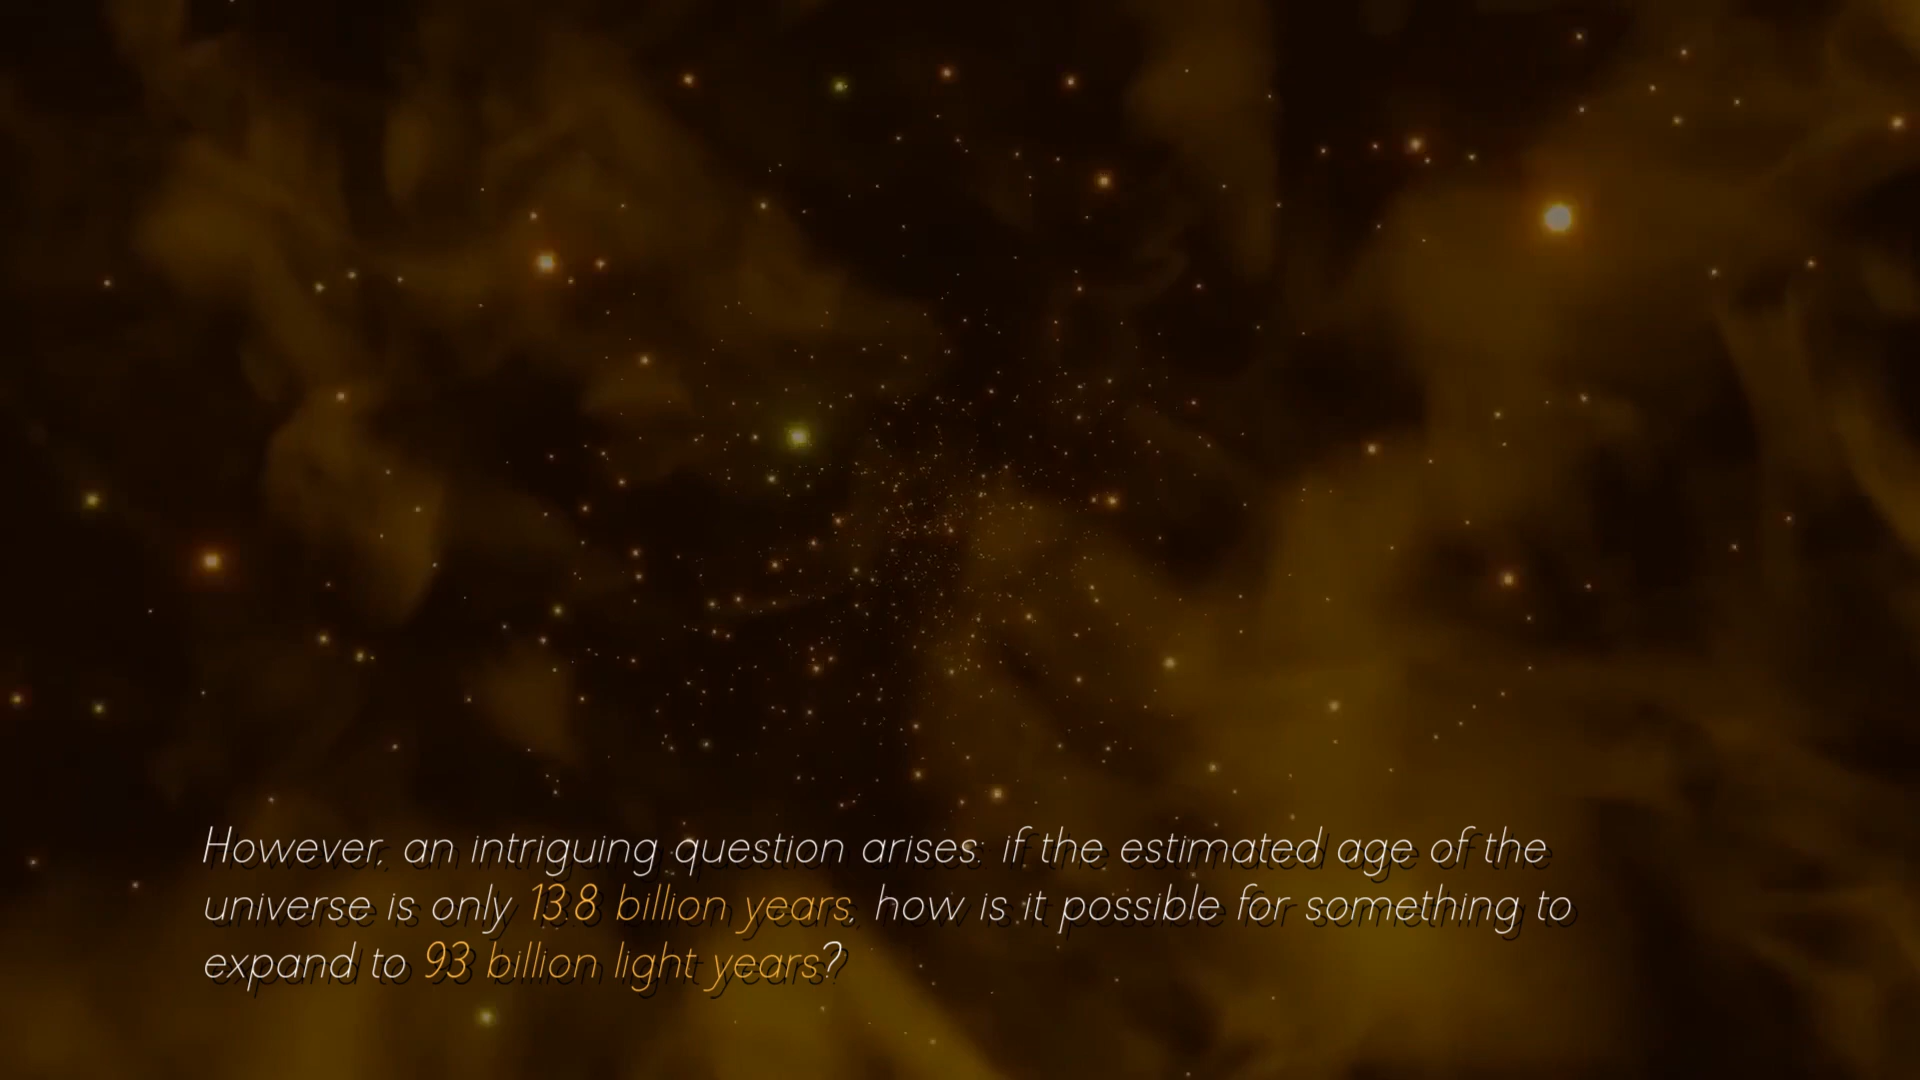 However, an intriguing question arises: if the estimated age of the
universe is only 13.8 billion years, how is it possible for something to
expand to 93 billion light years?